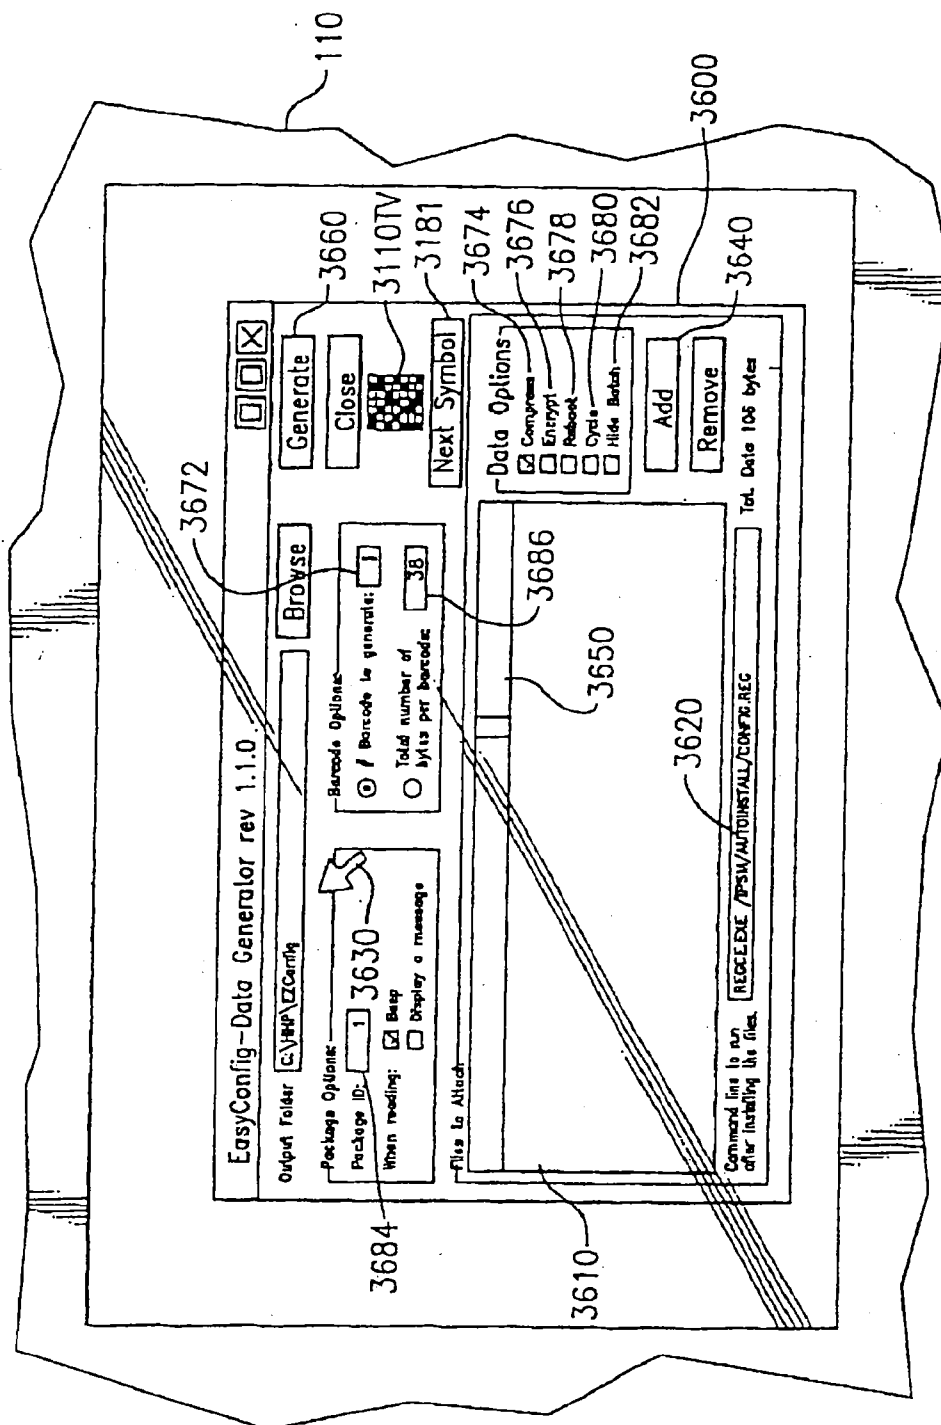 110
EasyConfig-Data Generator rev 1.1.0
Output Folder C:\HHP\EZConfig Browse
Generate
3660
Close
3110TV
Next Symbol
3181
3672
Package Options:
Package ID: 1
3630
When reading: Beep
Display a message
3684
Barcode Options:
# Barcode to generate: 1
Total number of
bytes per barcode: 38
3686
Files to Attach
3650
3610
Data Options
Compress
Encrypt
Reboot
Cycle
Hide Batch
3674
3676
3678
3680
3682
Add
3640
Remove
3600
Command line to run
after installing the files.
REGCE.EXE /IPSM/AUTOINSTALL/CONFIG.REG
3620
Tot. Data 106 bytes